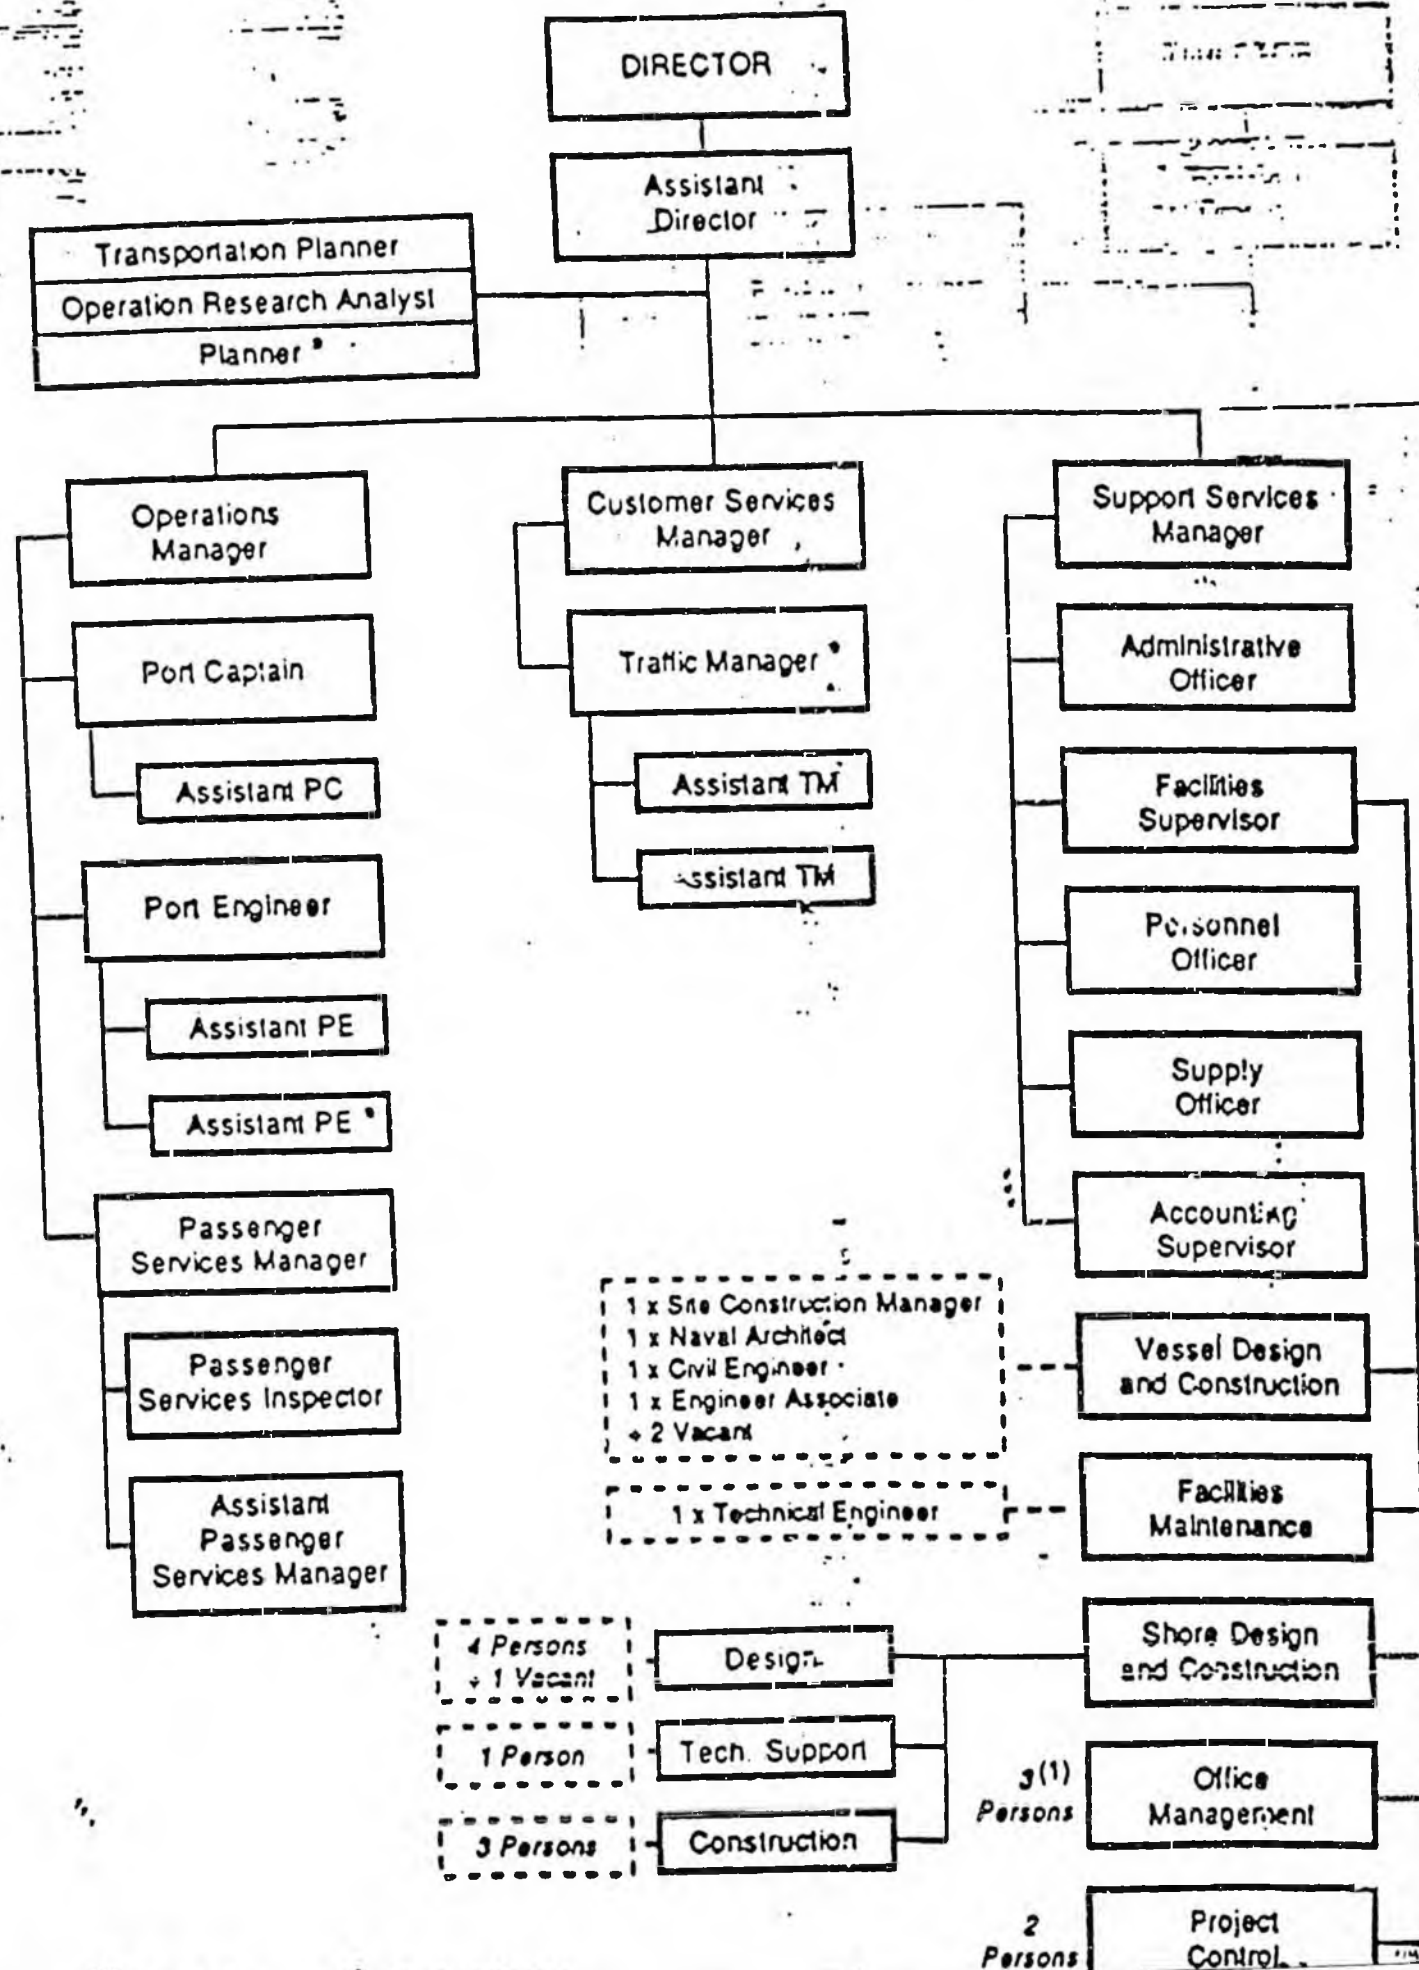 DIRECTOR
Assistant
Director
Transportation Planner
Operation Research Analyst
Planner *
Operations
Manager
Port Captain
Assistant PC
Port Engineer
Assistant PE
Assistant PE *
Passenger
Services Manager
Passenger
Services Inspector
Assistant
Passenger
Services Manager
Customer Services
Manager
Traffic Manager *
Assistant TM
Assistant TM
Support Services
Manager
Administrative
Officer
Facilities
Supervisor
Personnel
Officer
Supply
Officer
Accounting
Supervisor
1 x Site Construction Manager
1 x Naval Architect
1 x Civil Engineer
1 x Engineer Associate
+ 2 Vacant
Vessel Design
and Construction
1 x Technical Engineer
Facilities
Maintenance
4 Persons
+ 1 Vacant
Design
Shore Design
and Construction
1 Person
Tech. Support
3 Persons
Construction
3(1)
Persons
Office
Management
2
Persons
Project
Control